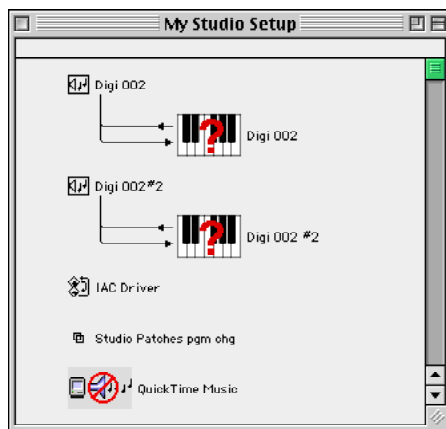 My Studio Setup
Digi 002
Digi 002
Digi 002#2
Digi 002 #2
IAC Driver
Studio Patches pgm chg
QuickTime Music